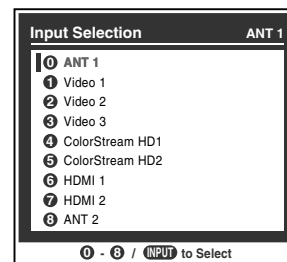 Input Selection ANT 1
0 ANT 1
1 Video 1
2 Video 2
3 Video 3
4 ColorStream HD1
5 ColorStream HD2
6 HDMI 1
7 HDMI 2
8 ANT 2
0 - 8 / INPUT to Select